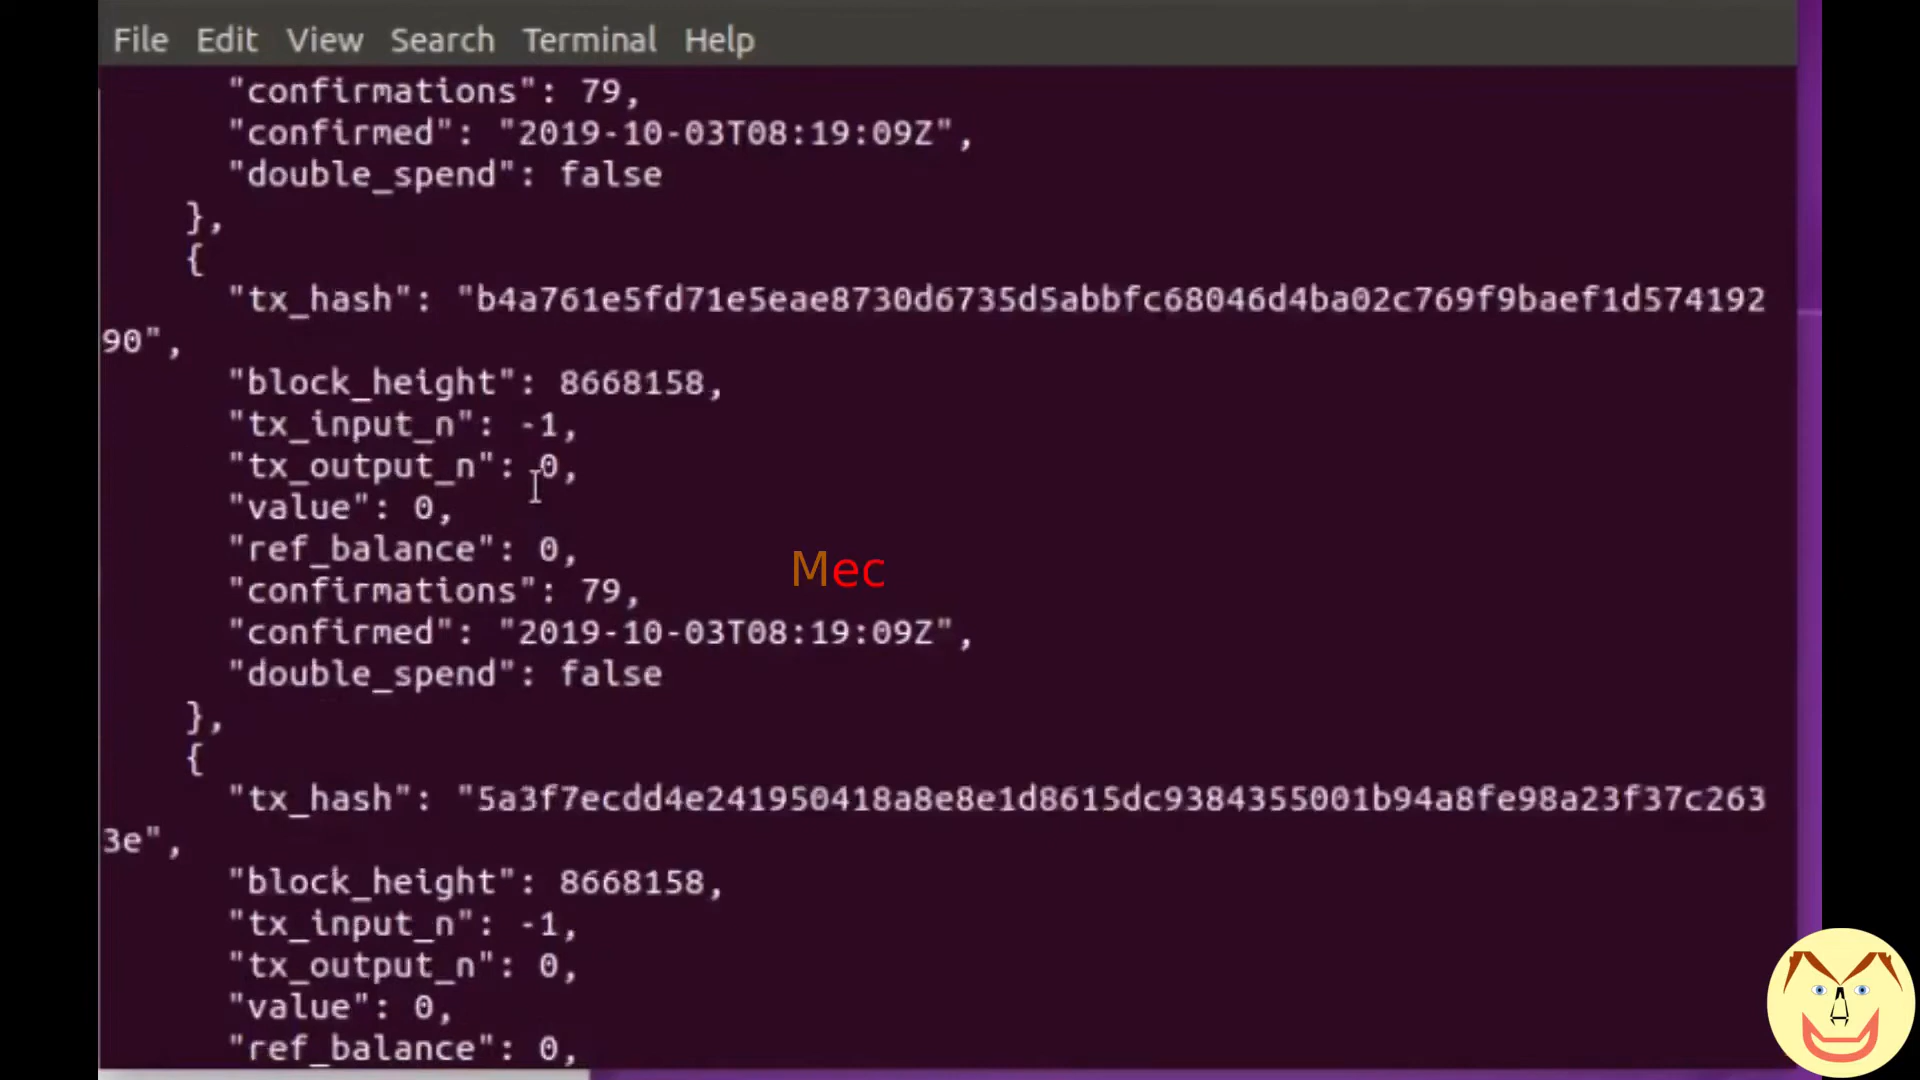 File Edit View Search Terminal Help
"confirmations": 79,
"confirmed": "2019-10-03T08:19:09Z",
"double_spend": false
},
{
"tx_hash": "b4a761e5fd71e5eae8730d6735d5abbfc68046d4ba02c769f9baef1d574192
90",
"block_height": 8668158,
"tx_input_n": -1,
"tx_output_n": 0,
"value": 0,
"ref_balance": 0,
Mec
"confirmations": 79,
"confirmed": "2019-10-03T08:19:09Z",
"double_spend": false
},
{
"tx_hash": "5a3f7ecdd4e241950418a8e8e1d8615dc9384355001b94a8fe98a23f37c263
3e",
"block_height": 8668158,
"tx_input_n": -1,
"tx_output_n": 0,
"value": 0,
"ref_balance": 0,